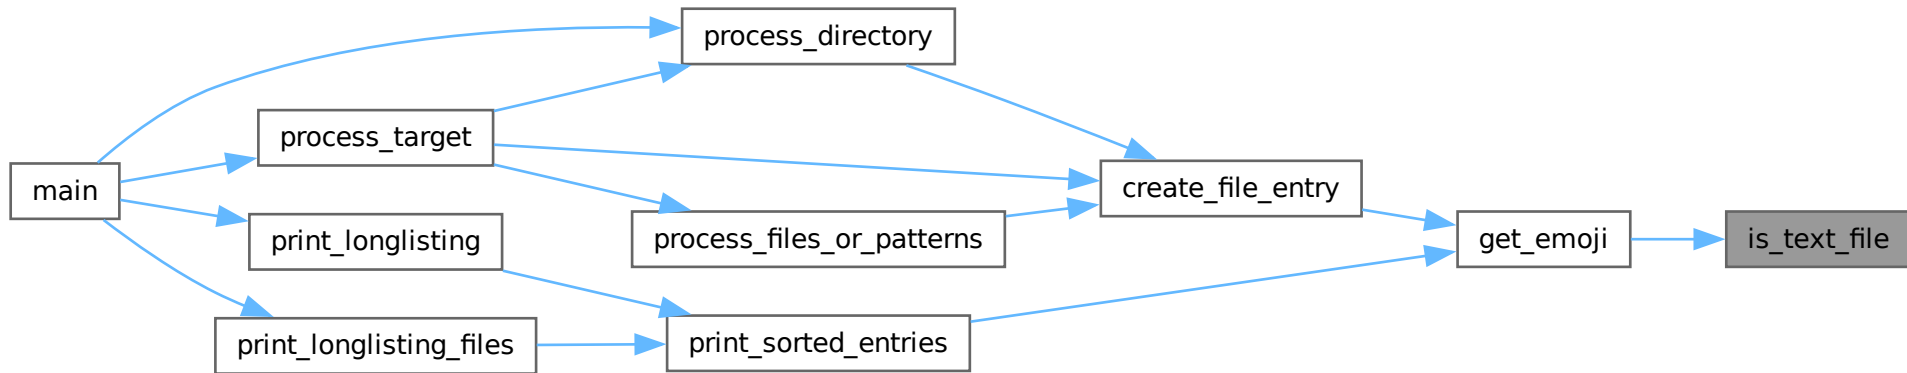 process_directory
process_target
main
create_file_entry
print_longlisting
process_files_or_patterns
get_emoji
is_text_file
print_longlisting_files
print_sorted_entries